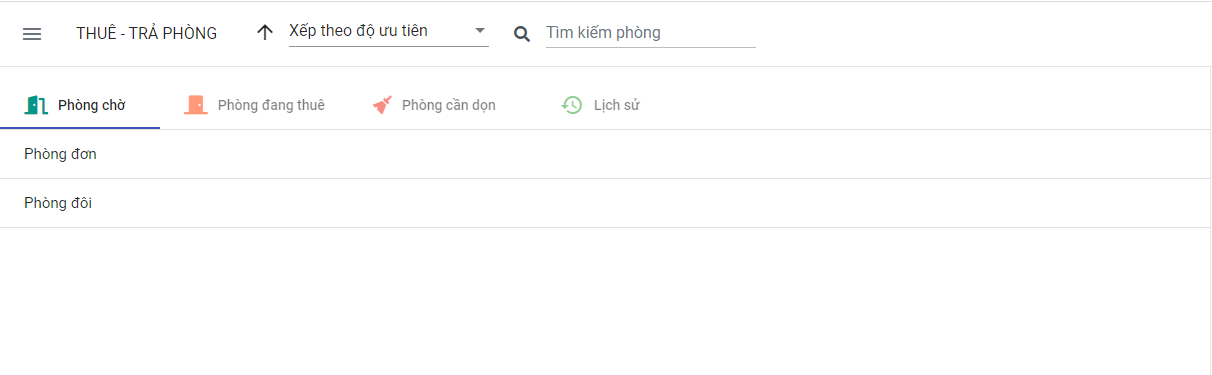 THUÊ - TRẢ PHÒNG
Xếp theo độ ưu tiên
Tìm kiếm phòng
Phòng chờ
Phòng đang thuê
Phòng cần dọn
Lịch sử
Phòng đơn
Phòng đôi